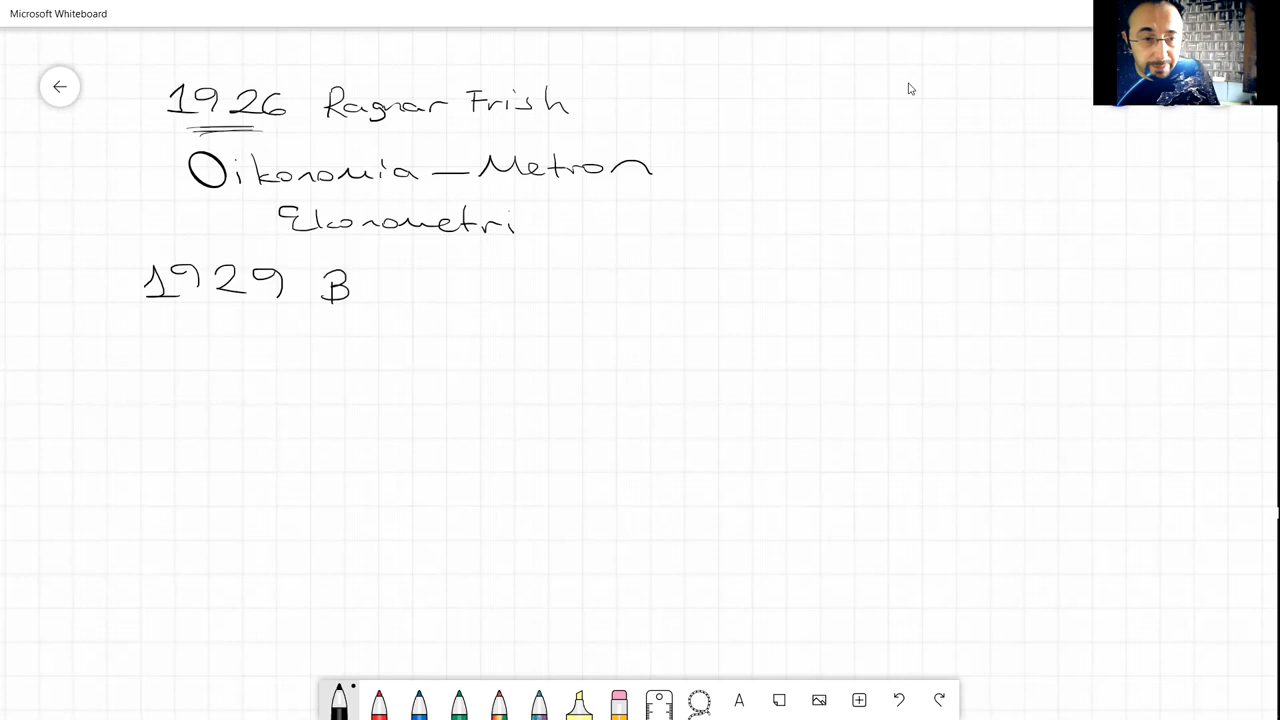 Microsoft Whiteboard
1926 Ragnar Frish
Oikonomia - Metron
Ekonometri
1929 B